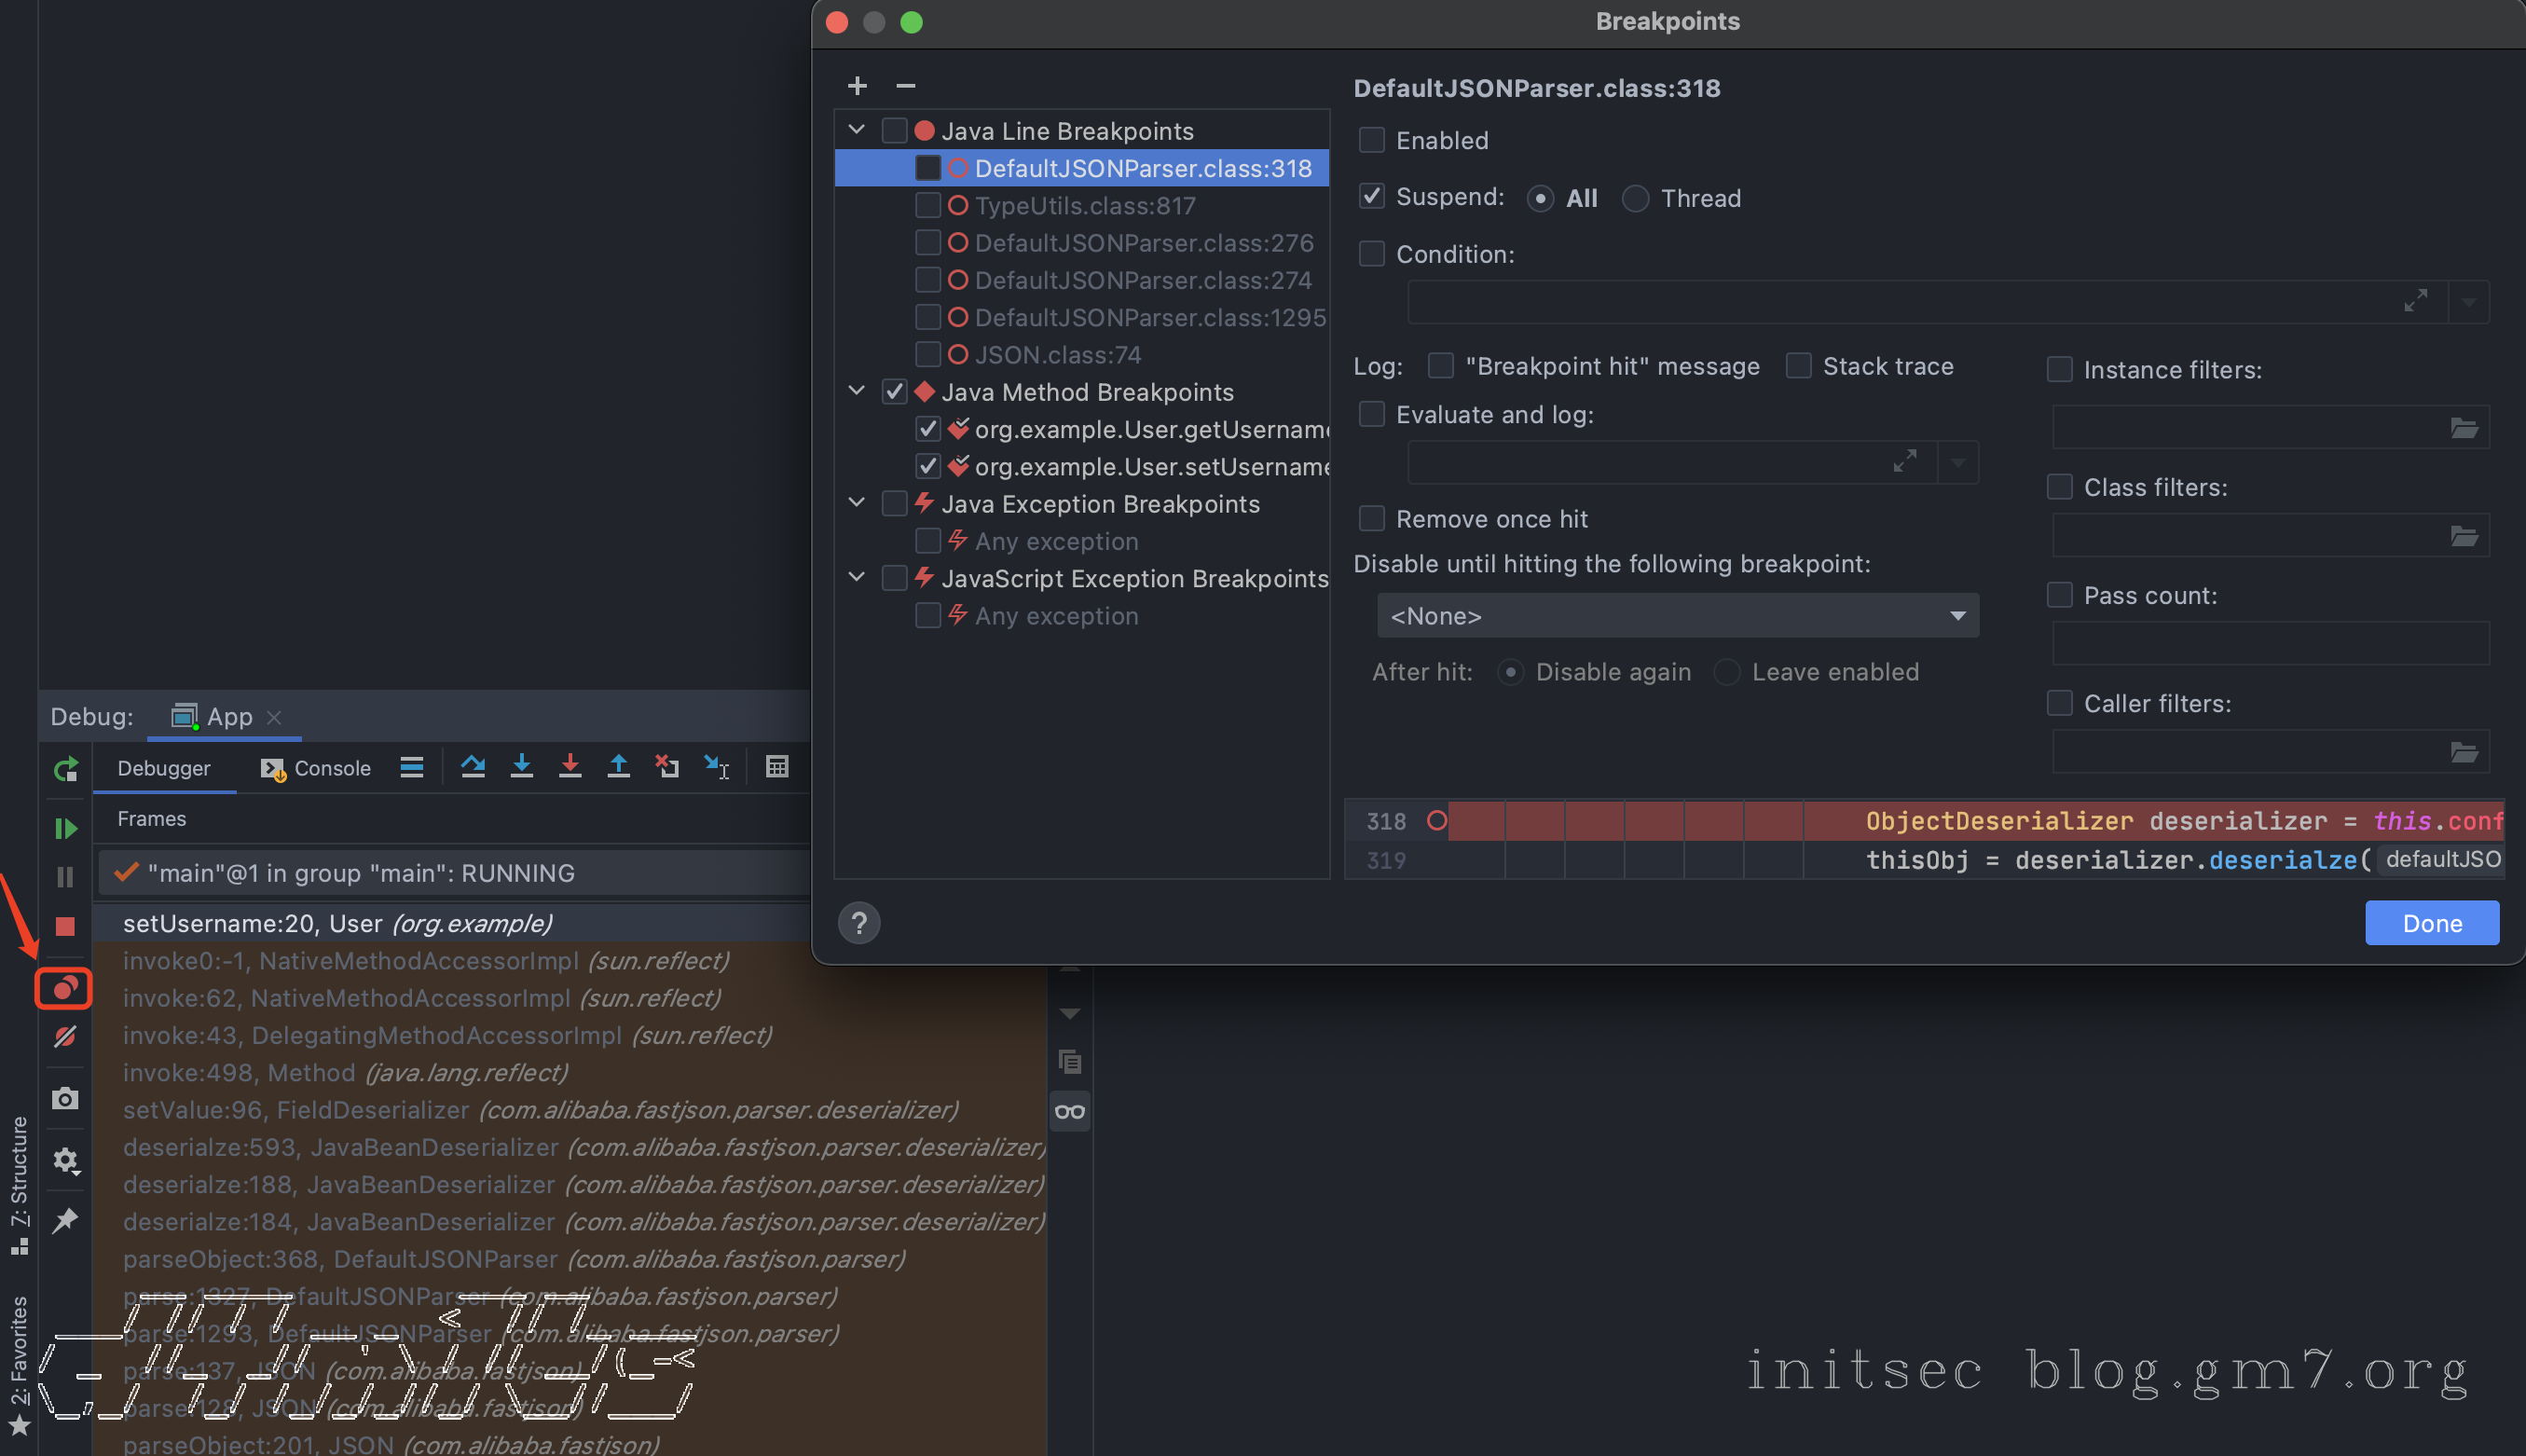 Breakpoints
DefaultJSONParser.class:318
Java Line Breakpoints
DefaultJSONParser.class:318
TypeUtils.class:817
DefaultJSONParser.class:276
DefaultJSONParser.class:274
DefaultJSONParser.class:1295
JSON.class:74
Java Method Breakpoints
org.example.User.getUsername
org.example.User.setUsername
Java Exception Breakpoints
Any exception
JavaScript Exception Breakpoints
Any exception
Enabled
Suspend: All Thread
Condition:
Log: "Breakpoint hit" message Stack trace
Evaluate and log:
Remove once hit
Disable until hitting the following breakpoint:
<None>
After hit: Disable again Leave enabled
Instance filters:
Class filters:
Pass count:
Caller filters:
318 ObjectDeserializer deserializer = this.conf
319 thisObj = deserializer.deserialze( defaultJSO
? Done
Debug: App
Debugger Console
Frames
"main"@1 in group "main": RUNNING
setUsername:20, User (org.example)
invoke0:-1, NativeMethodAccessorImpl (sun.reflect)
invoke:62, NativeMethodAccessorImpl (sun.reflect)
invoke:43, DelegatingMethodAccessorImpl (sun.reflect)
invoke:498, Method (java.lang.reflect)
setValue:96, FieldDeserializer (com.alibaba.fastjson.parser.deserializer)
deserialze:593, JavaBeanDeserializer (com.alibaba.fastjson.parser.deserializer)
deserialze:188, JavaBeanDeserializer (com.alibaba.fastjson.parser.deserializer)
deserialze:184, JavaBeanDeserializer (com.alibaba.fastjson.parser.deserializer)
parseObject:368, DefaultJSONParser (com.alibaba.fastjson.parser)
parse:1327, DefaultJSONParser (com.alibaba.fastjson.parser)
parse:1293, DefaultJSONParser (com.alibaba.fastjson.parser)
parse:137, JSON (com.alibaba.fastjson)
parse:128, JSON (com.alibaba.fastjson)
parseObject:201, JSON (com.alibaba.fastjson)
7: Structure
2: Favorites
initsec blog.gm7.org